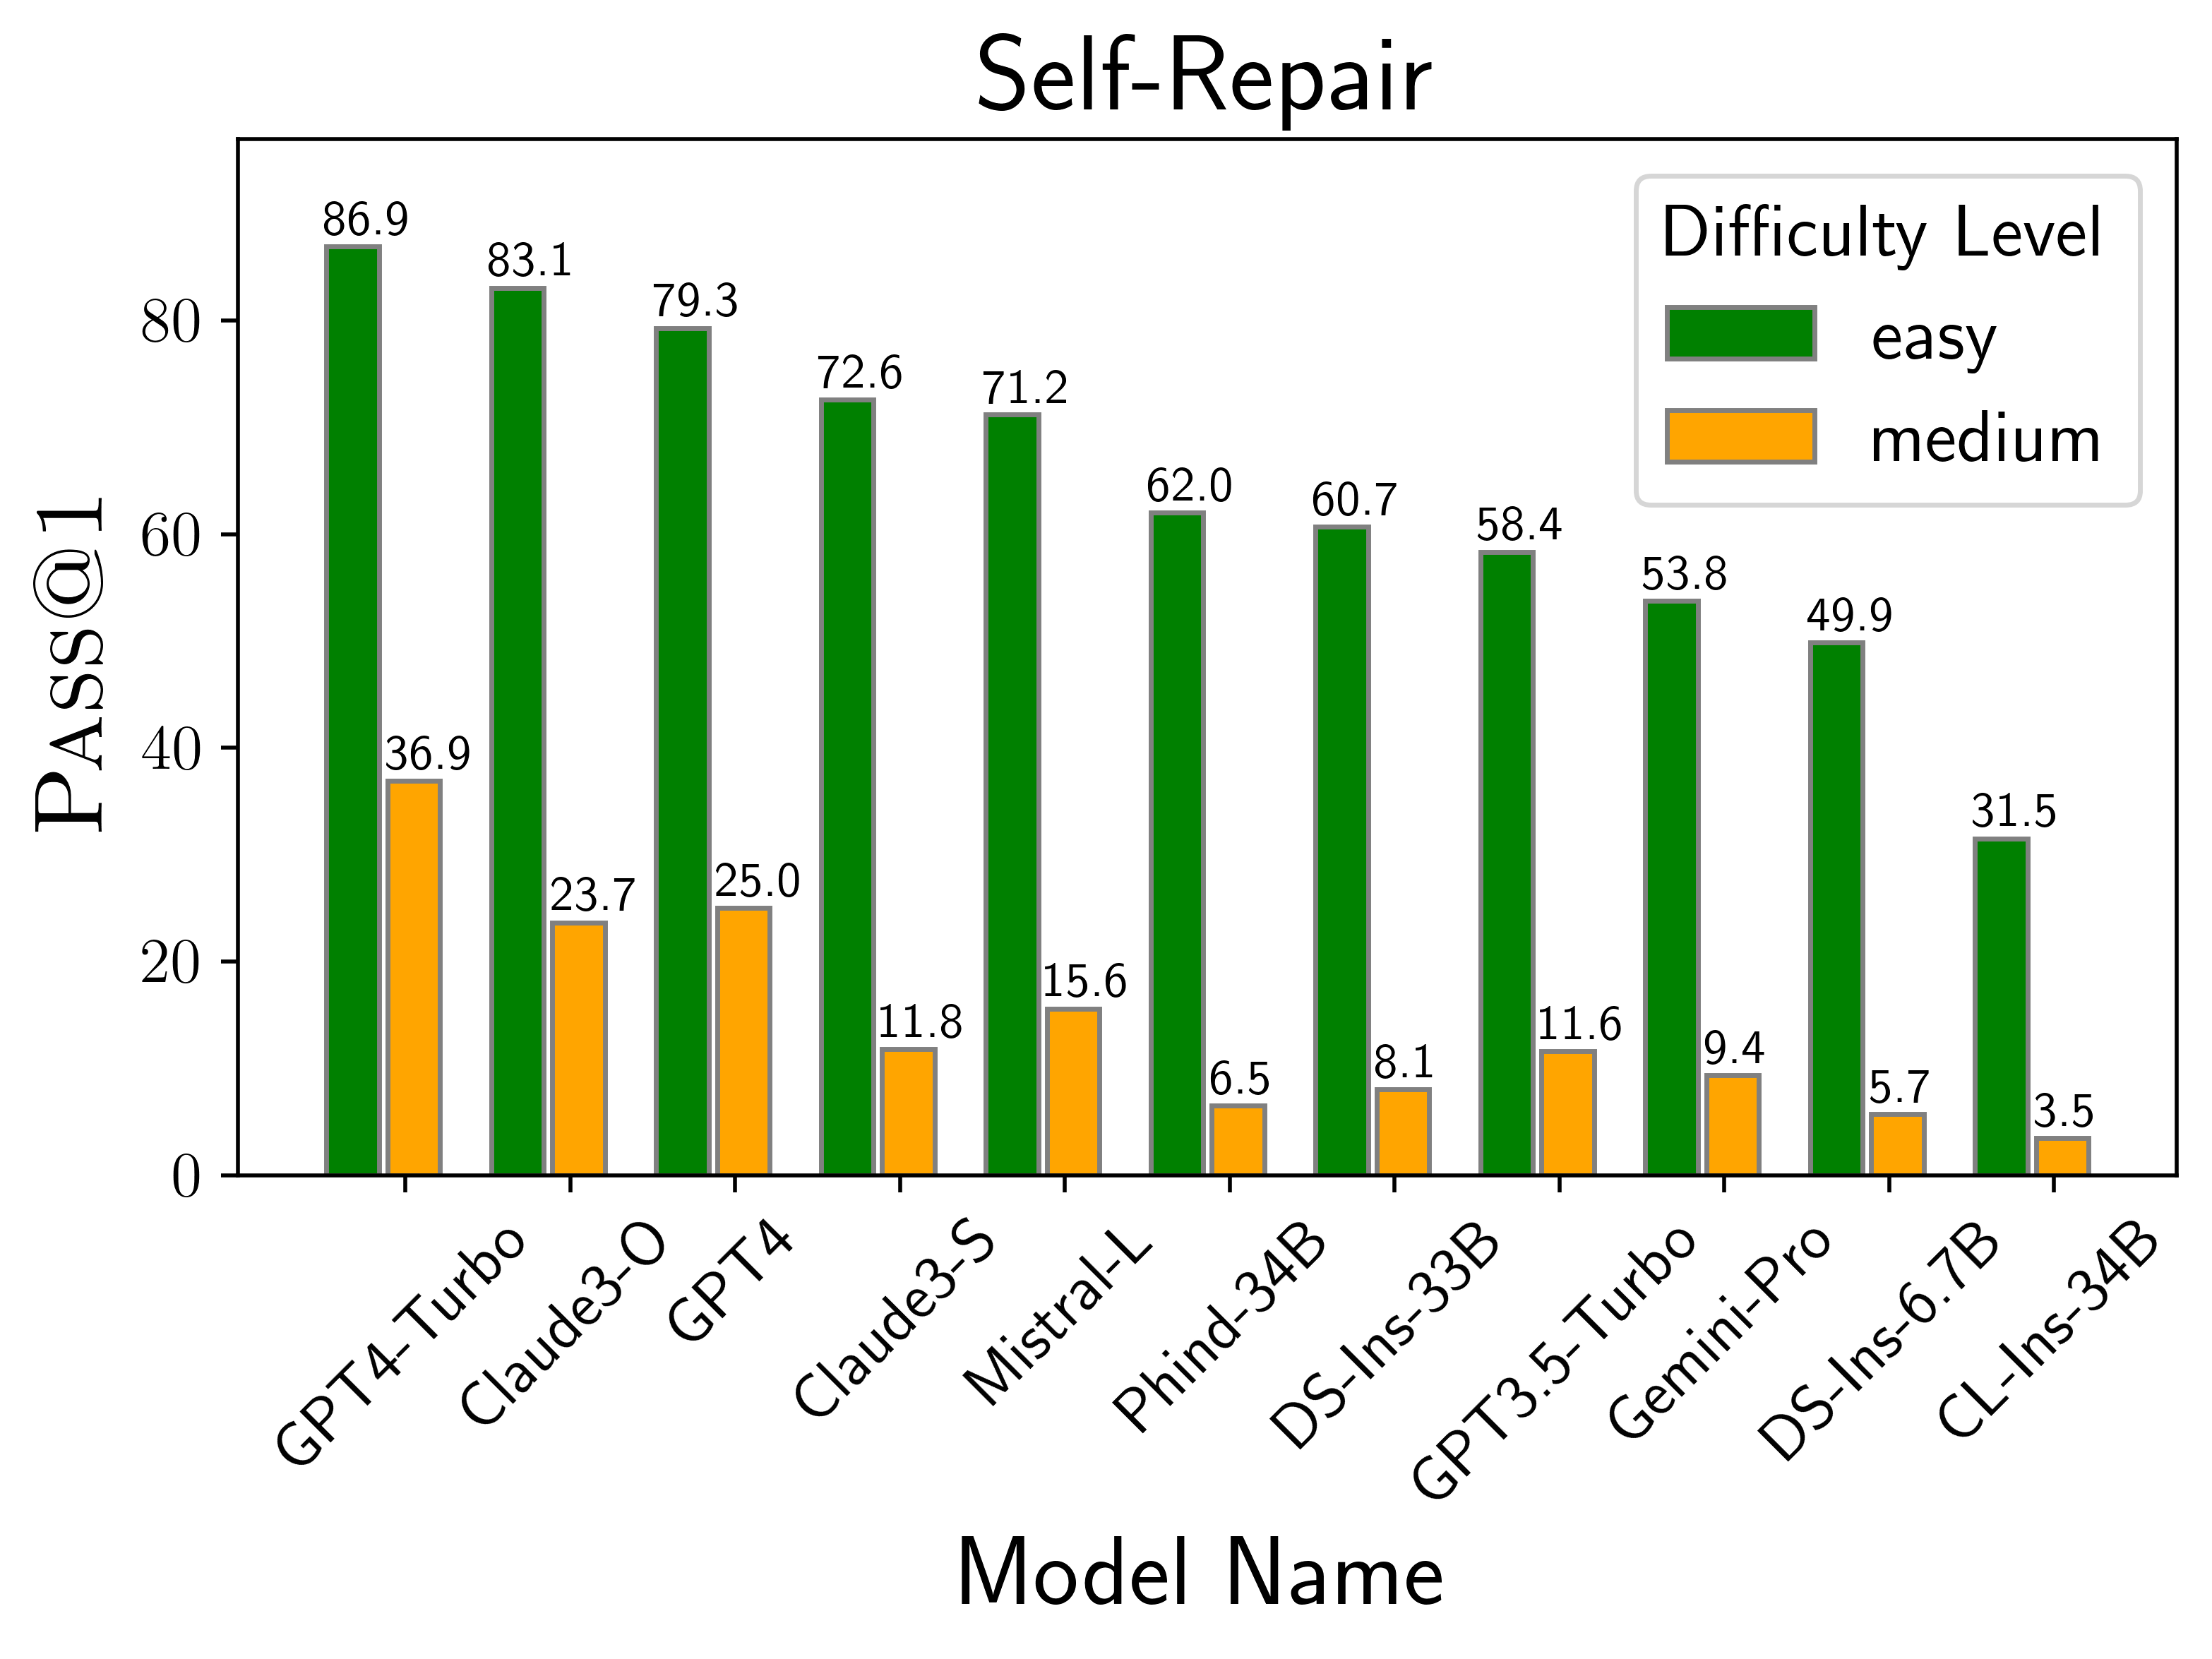 Self-Repair
Difficulty Level
easy
medium
PASS@1
80
60
40
20
0
86.9
36.9
83.1
23.7
79.3
25.0
72.6
11.8
71.2
15.6
62.0
6.5
60.7
8.1
58.4
11.6
53.8
9.4
49.9
5.7
31.5
3.5
GPT4-Turbo
Claude3-O
GPT4
Claude3-S
Mistral-L
Phind-34B
DS-Ins-33B
GPT3.5-Turbo
Gemini-Pro
DS-Ins-6.7B
CL-Ins-34B
Model Name